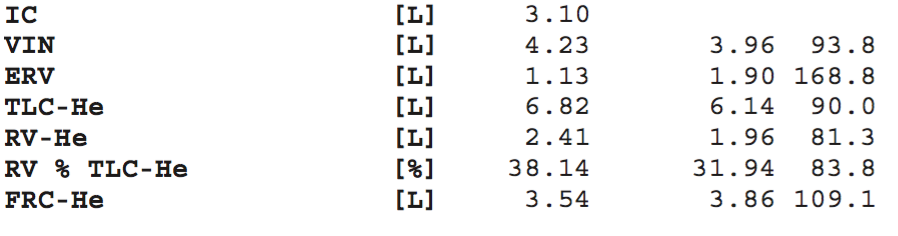 IC [L] 3.10
VIN [L] 4.23 3.96 93.8
ERV [L] 1.13 1.90 168.8
TLC-He [L] 6.82 6.14 90.0
RV-He [L] 2.41 1.96 81.3
RV % TLC-He [%] 38.14 31.94 83.8
FRC-He [L] 3.54 3.86 109.1